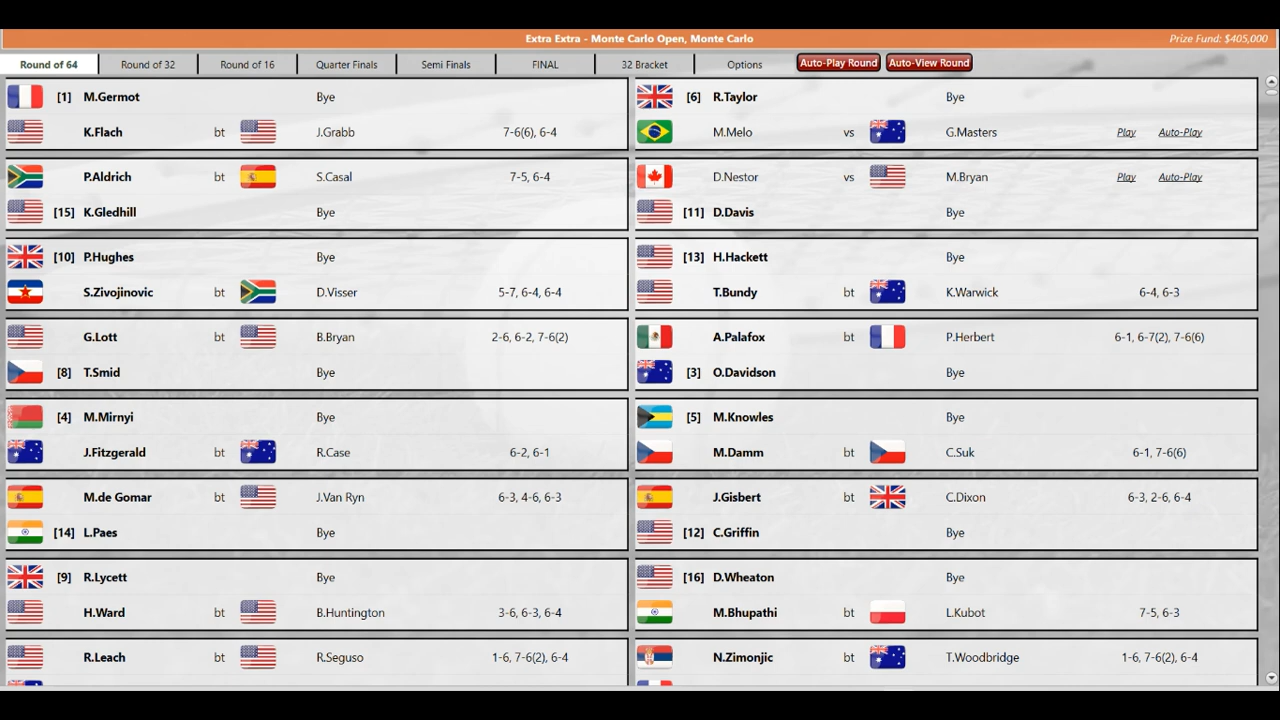 Extra Extra - Monte Carlo Open, Monte Carlo
Prize Fund: $405,000
Round of 64 Round of 32 Round of 16 Quarter Finals Semi Finals FINAL 32 Bracket Options Auto-Play Round Auto-View Round
[1] M.Germot Bye
K.Flach bt J.Grabb 7-6(6), 6-4
P.Aldrich bt S.Casal 7-5, 6-4
[15] K.Gledhill Bye
[10] P.Hughes Bye
S.Zivojinovic bt D.Visser 5-7, 6-4, 6-4
G.Lott bt B.Bryan 2-6, 6-2, 7-6(2)
[8] T.Smid Bye
[4] M.Mirnyi Bye
J.Fitzgerald bt R.Case 6-2, 6-1
M.de Gomar bt J.Van Ryn 6-3, 4-6, 6-3
[14] L.Paes Bye
[9] R.Lycett Bye
H.Ward bt B.Huntington 3-6, 6-3, 6-4
R.Leach bt R.Seguso 1-6, 7-6(2), 6-4
[6] R.Taylor Bye
M.Melo vs G.Masters Play Auto-Play
D.Nestor vs M.Bryan Play Auto-Play
[11] D.Davis Bye
[13] H.Hackett Bye
T.Bundy bt K.Warwick 6-4, 6-3
A.Palafox bt P.Herbert 6-1, 6-7(2), 7-6(6)
[3] O.Davidson Bye
[5] M.Knowles Bye
M.Damm bt C.Suk 6-1, 7-6(6)
J.Gisbert bt C.Dixon 6-3, 2-6, 6-4
[12] C.Griffin Bye
[16] D.Wheaton Bye
M.Bhupathi bt L.Kubot 7-5, 6-3
N.Zimonjic bt T.Woodbridge 1-6, 7-6(2), 6-4